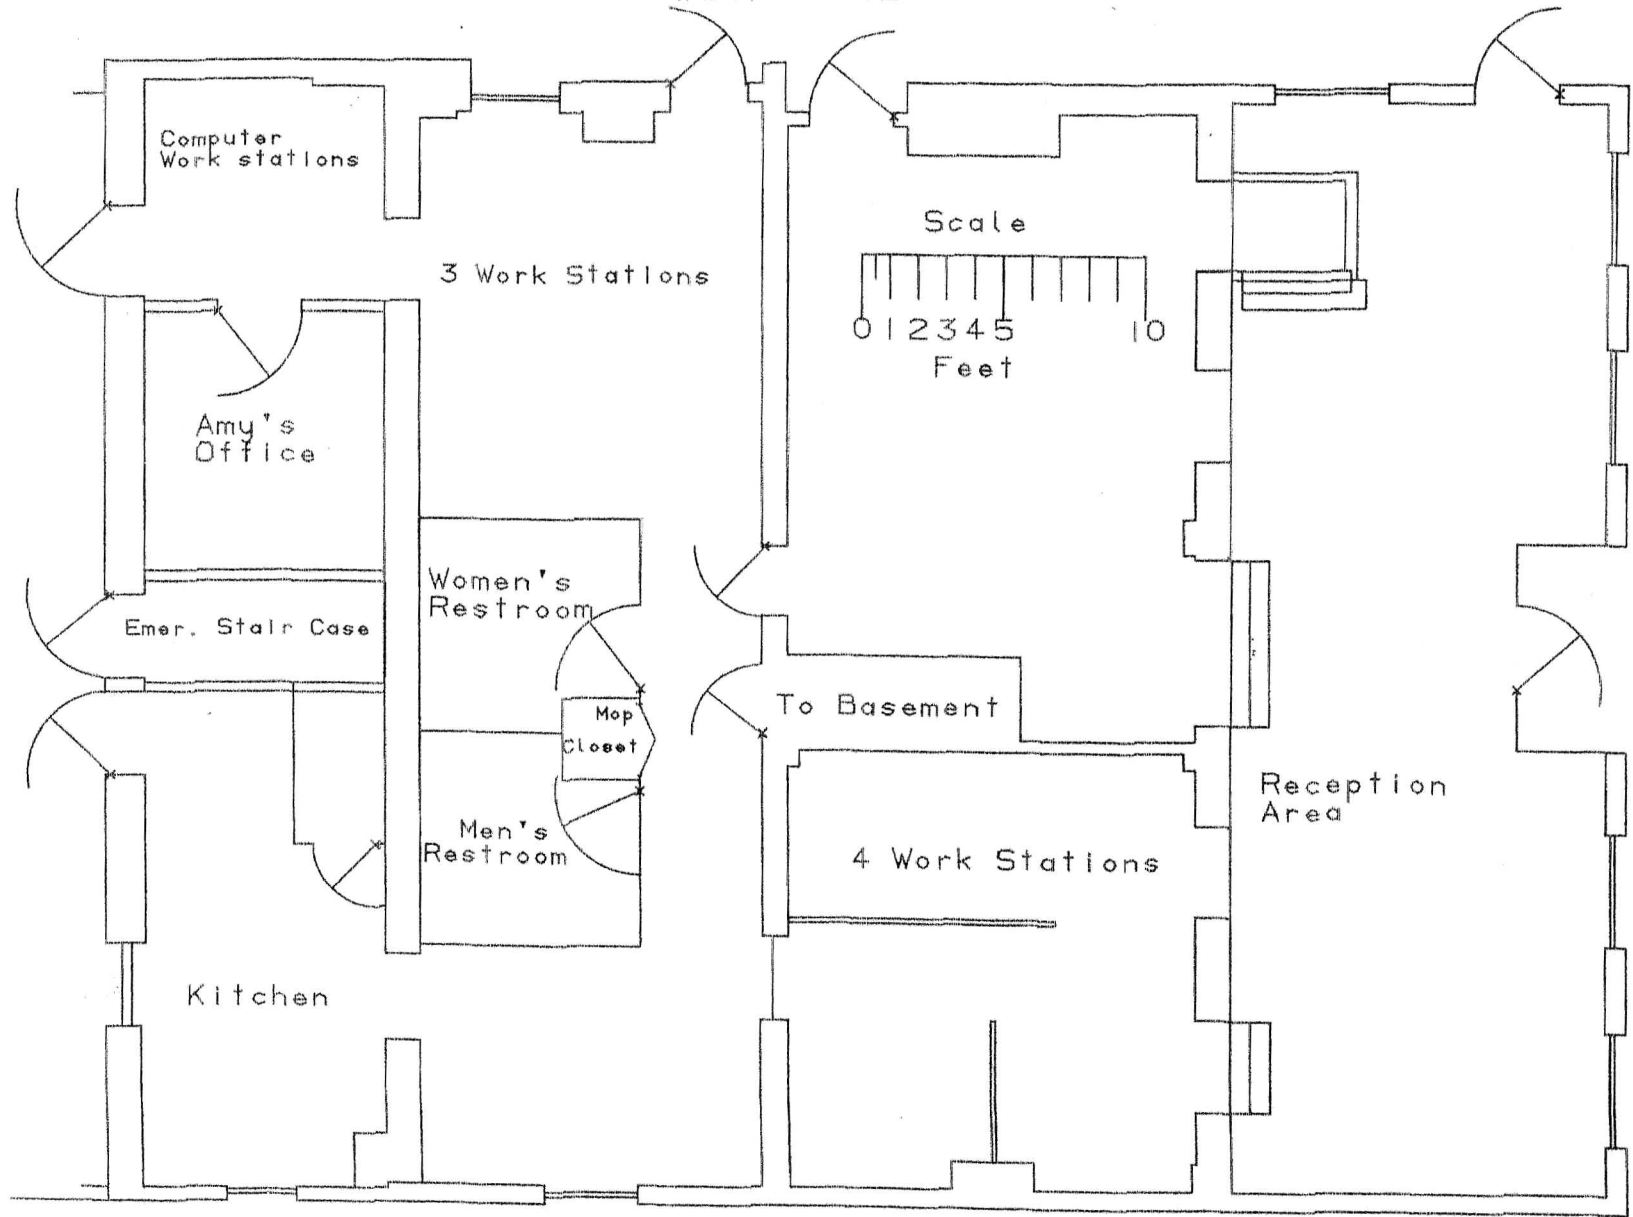 Computer
Work stations
3 Work Stations
Scale
0 1 2 3 4 5 10
Feet
Amy's
Office
Women's
Restroom
Emer. Stair Case
Mop
Closet
To Basement
Men's
Restroom
4 Work Stations
Reception
Area
Kitchen